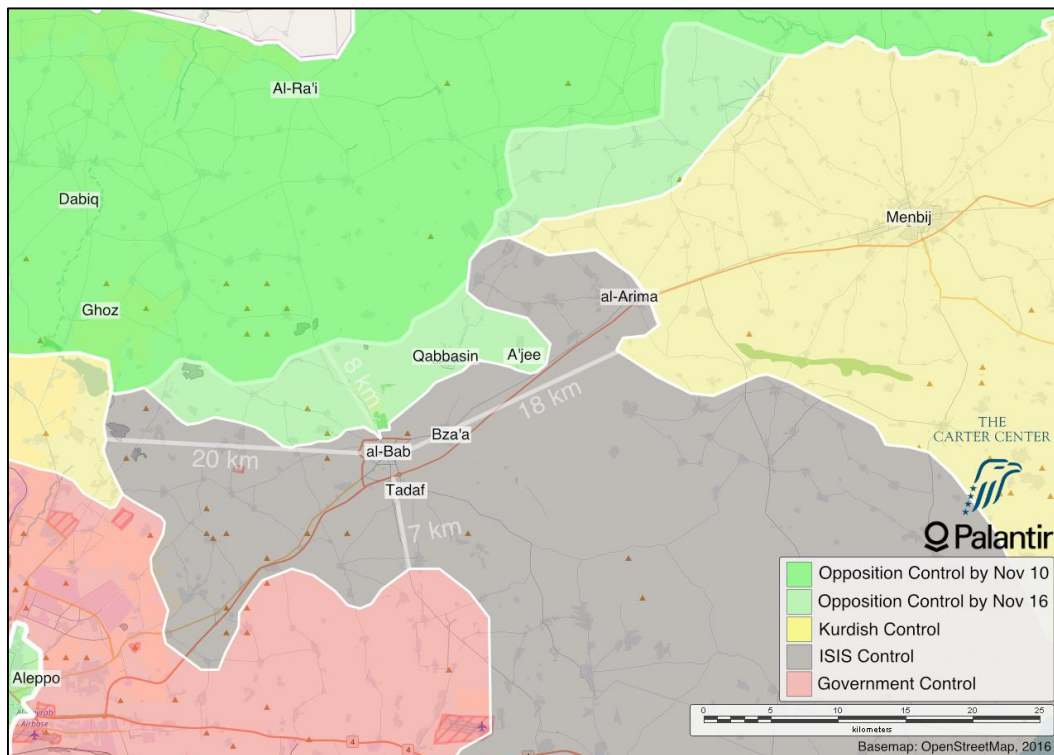 Al-Ra'i
Dabiq
Menbij
al-Arima
Ghoz
Qabbasin
A'jee
8 km
18 km
Bza'a
al-Bab
20 km
Tadaf
7 km
THE
CARTER CENTER
Palantir
Opposition Control by Nov 10
Opposition Control by Nov 16
Kurdish Control
ISIS Control
Government Control
Aleppo
Airbase
4
4
4
0 5 10 15 20 25
kilometers
Basemap: OpenStreetMap, 2016